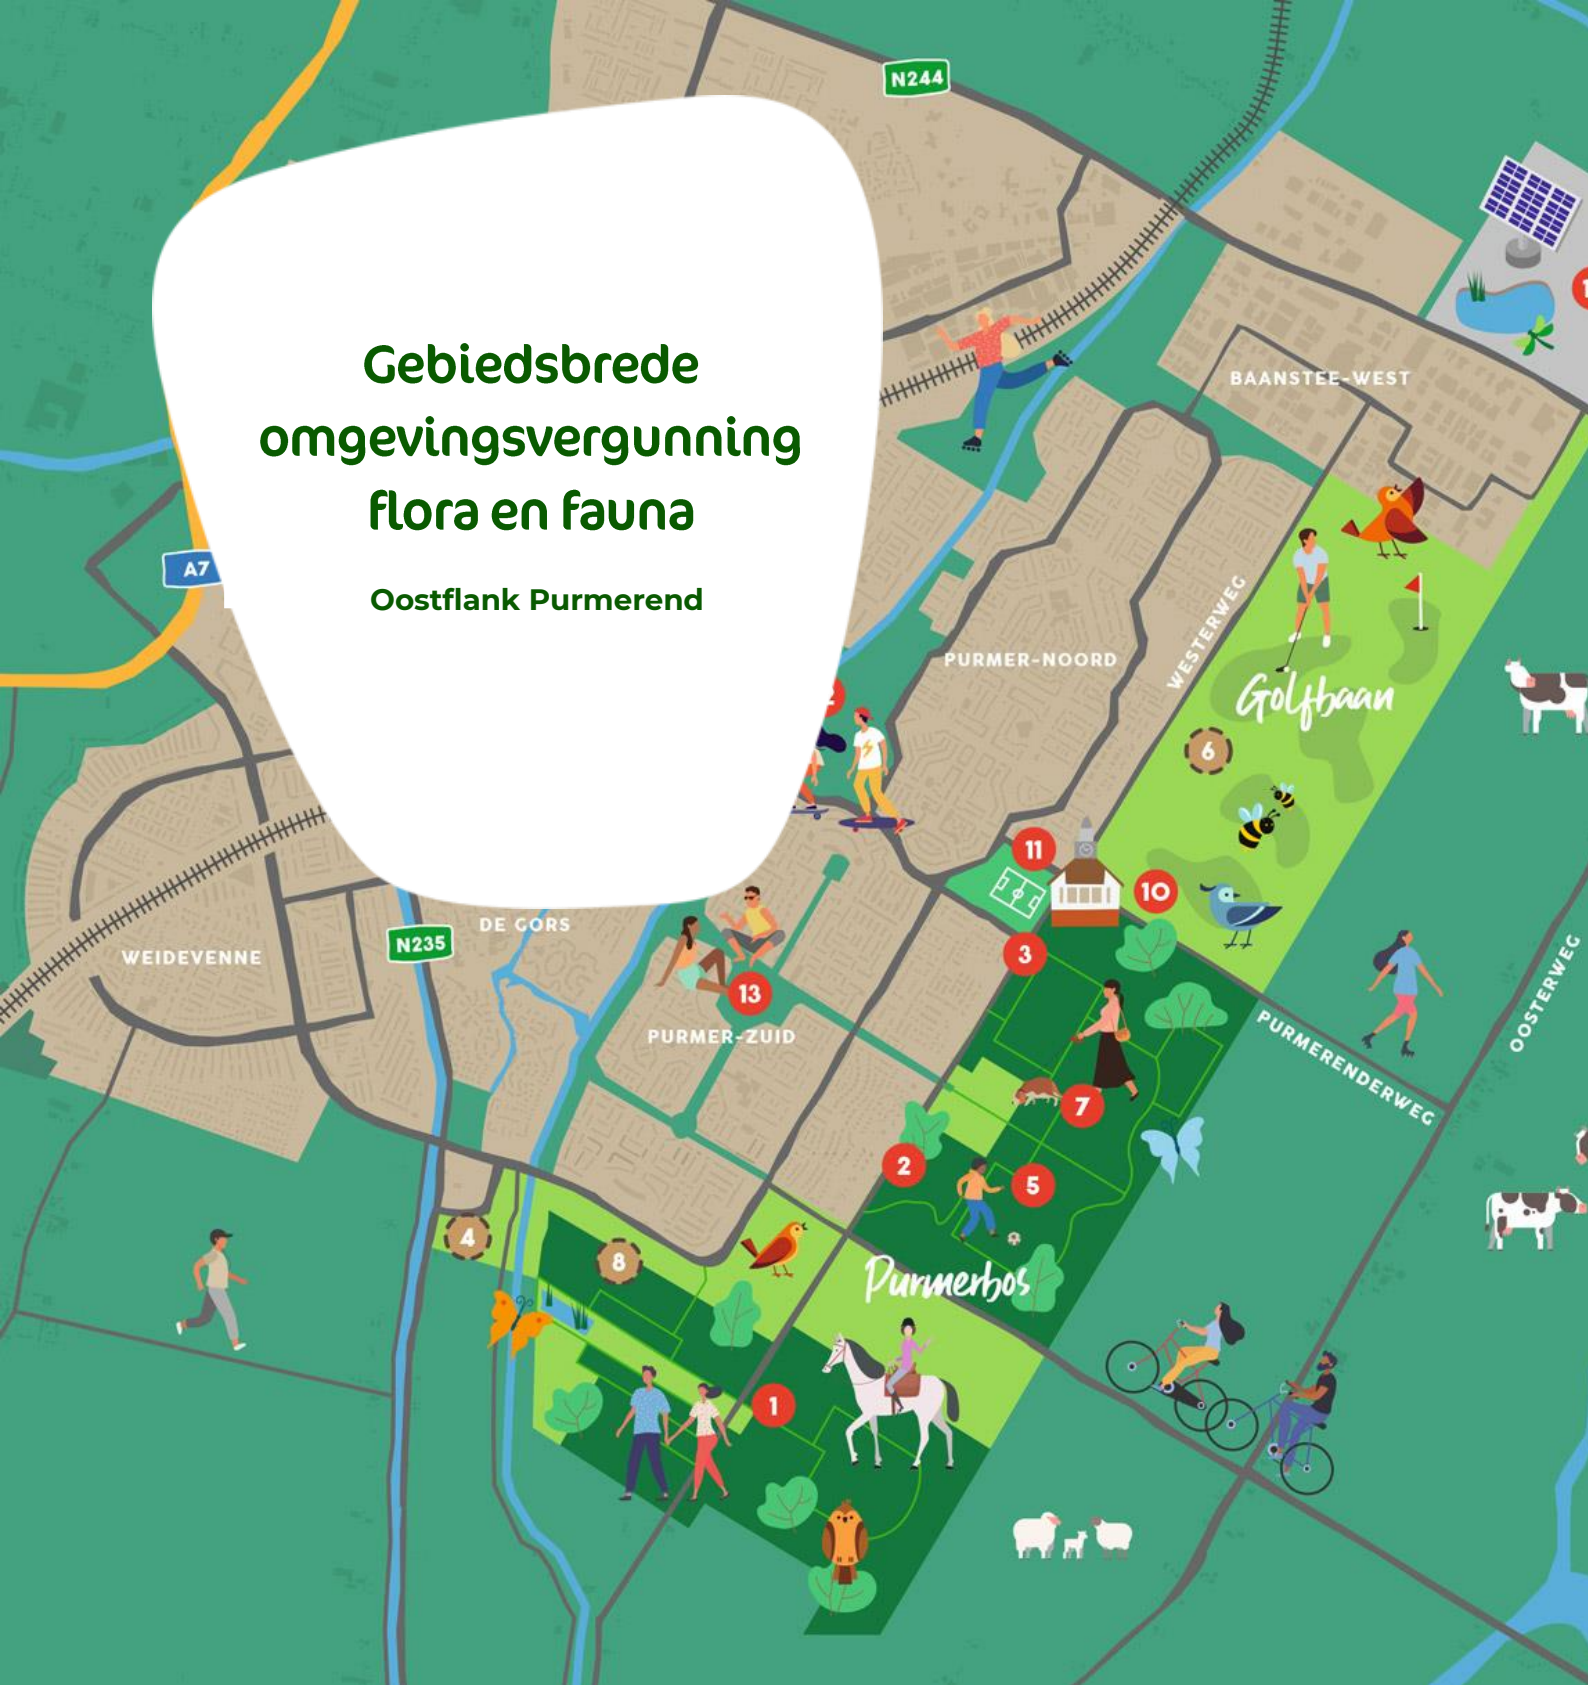 N244
Gebiedsbrede
omgevingsvergunning
flora en fauna
Oostflank Purmerend
A7
BAANSTEE-WEST
WESTERWEG
PURMER-NOORD
Golfbaan
6
11
10
3
DE GORS
N235
WEIDEVENNE
13
PURMER-ZUID
OOSTERWEG
PURMERENDERWEG
7
2
5
4
8
Purmerbos
1